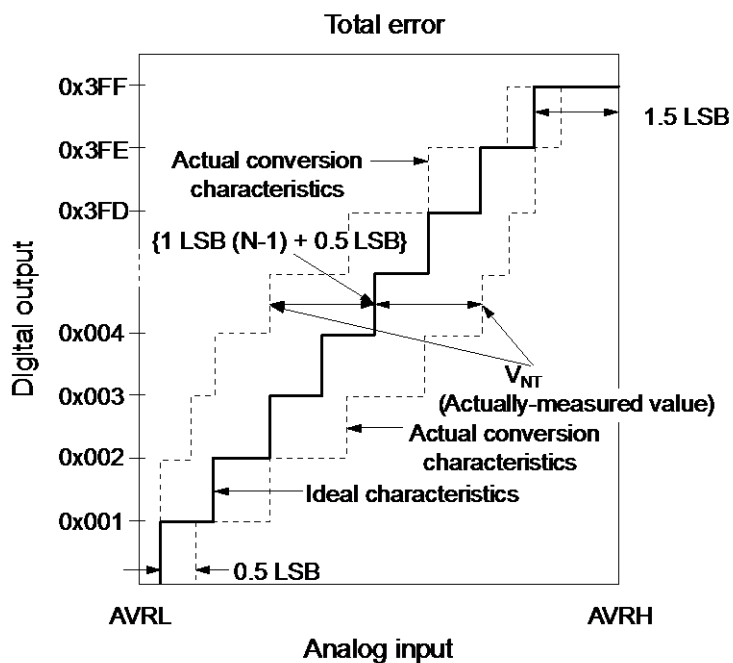 Total error
0x3FF
1.5 LSB
0x3FE
Actual conversion
characteristics
0x3FD
{1 LSB (N-1) + 0.5 LSB}
Digital output
0x004
VNT
0x003
(Actually-measured value)
Actual conversion
characteristics
0x002
Ideal characteristics
0x001
0.5 LSB
AVRL
AVRH
Analog input